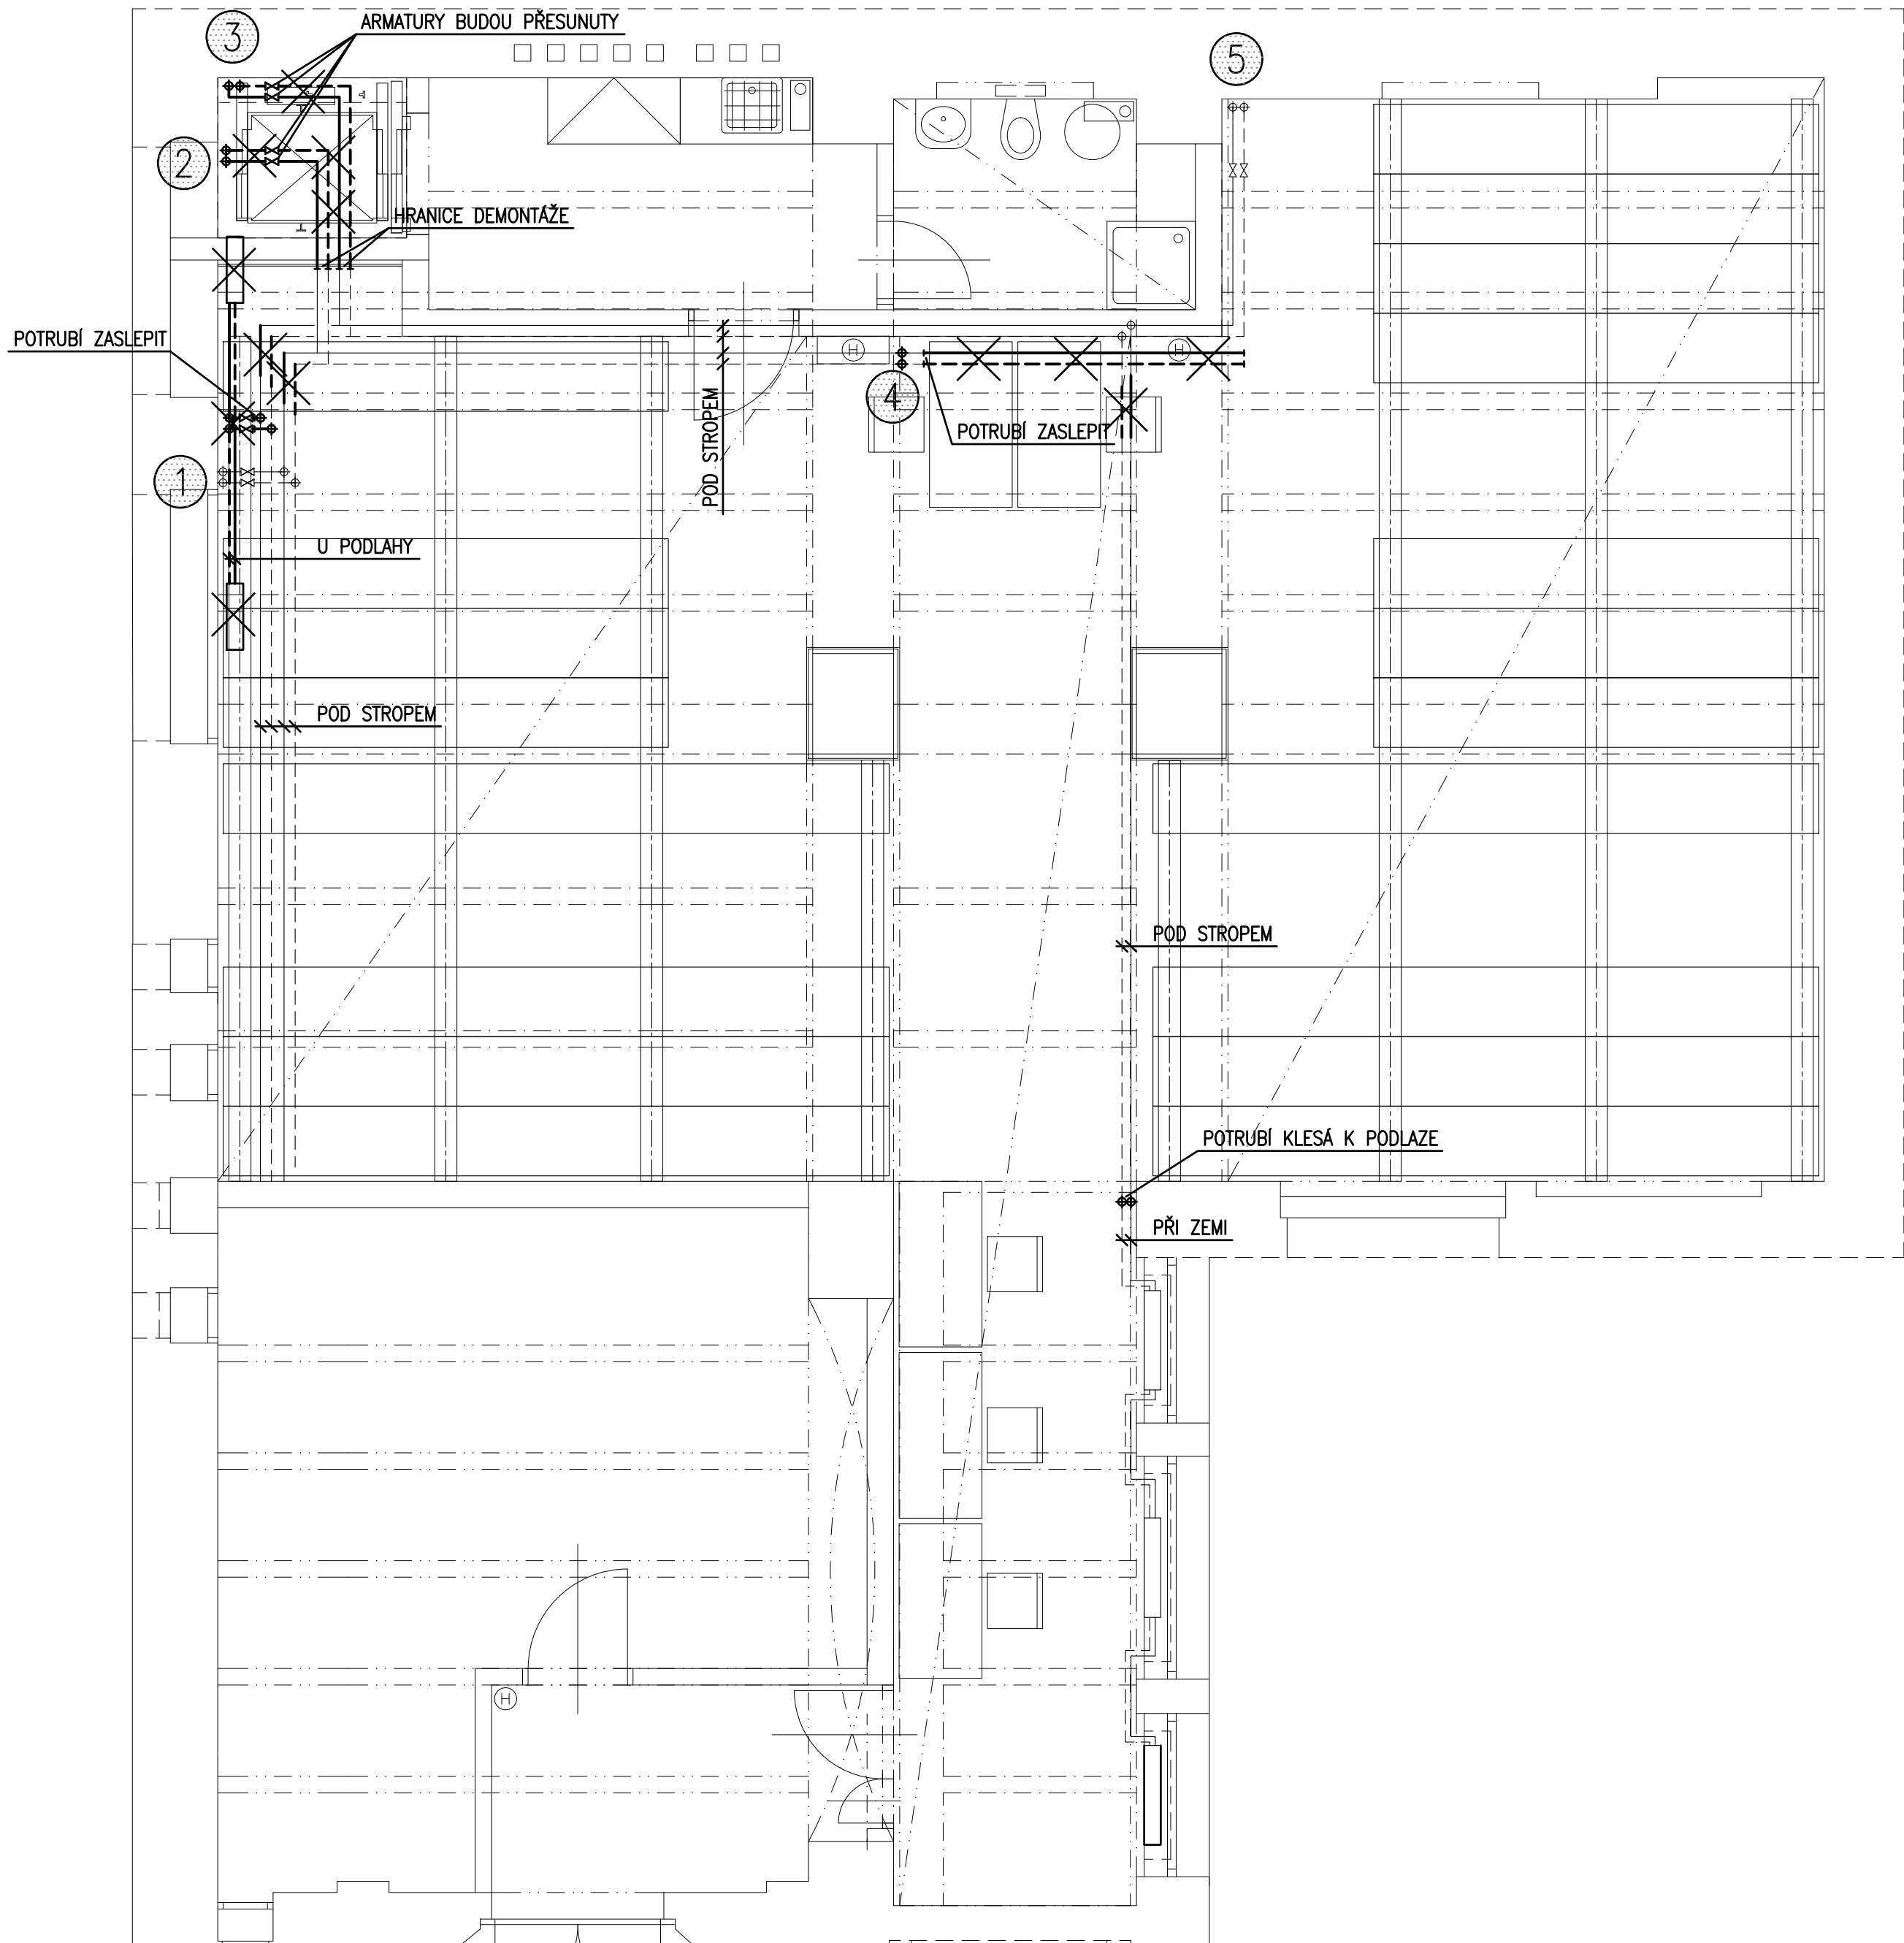 3
ARMATURY BUDOU PŘESUNUTY
5
2
HRANICE DEMONTÁŽE
POTRUBÍ ZASLEPIT
H
H
4
POD STROPEM
POTRUBÍ ZASLEPIT
1
U PODLAHY
POD STROPEM
POD STROPEM
POTRUBÍ KLESÁ K PODLAZE
PŘI ZEMI
H